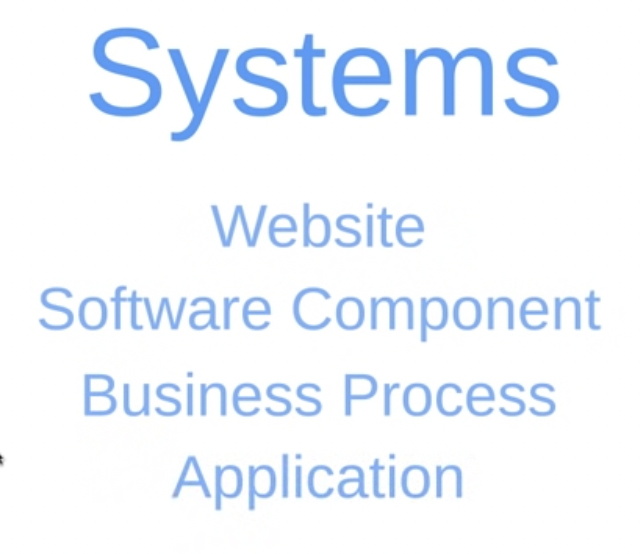 Systems
Website
Software Component
Business Process
Application